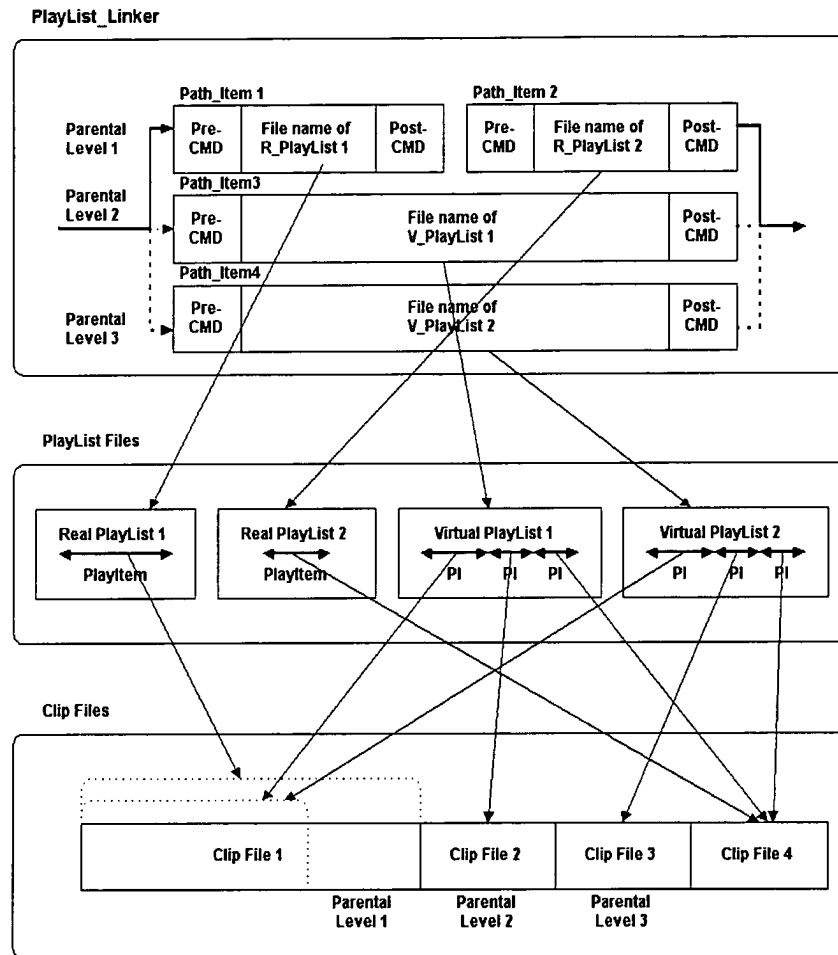 PlayList_Linker
Path_Item 1
Path_Item 2
Parental
Level 1
Pre-
CMD
File name of
R_PlayList 1
Post-
CMD
Pre-
CMD
File name of
R_PlayList 2
Post-
CMD
Parental
Level 2
Path_Item3
Pre-
CMD
File name of
V_PlayList 1
Post-
CMD
Path_Item4
Parental
Level 3
Pre-
CMD
File name of
V_PlayList 2
Post-
CMD
PlayList Files
Real PlayList 1
PlayItem
Real PlayList 2
PlayItem
Virtual PlayList 1
PI PI PI
Virtual PlayList 2
PI PI PI
Clip Files
Clip File 1
Clip File 2
Clip File 3
Clip File 4
Parental
Level 1
Parental
Level 2
Parental
Level 3